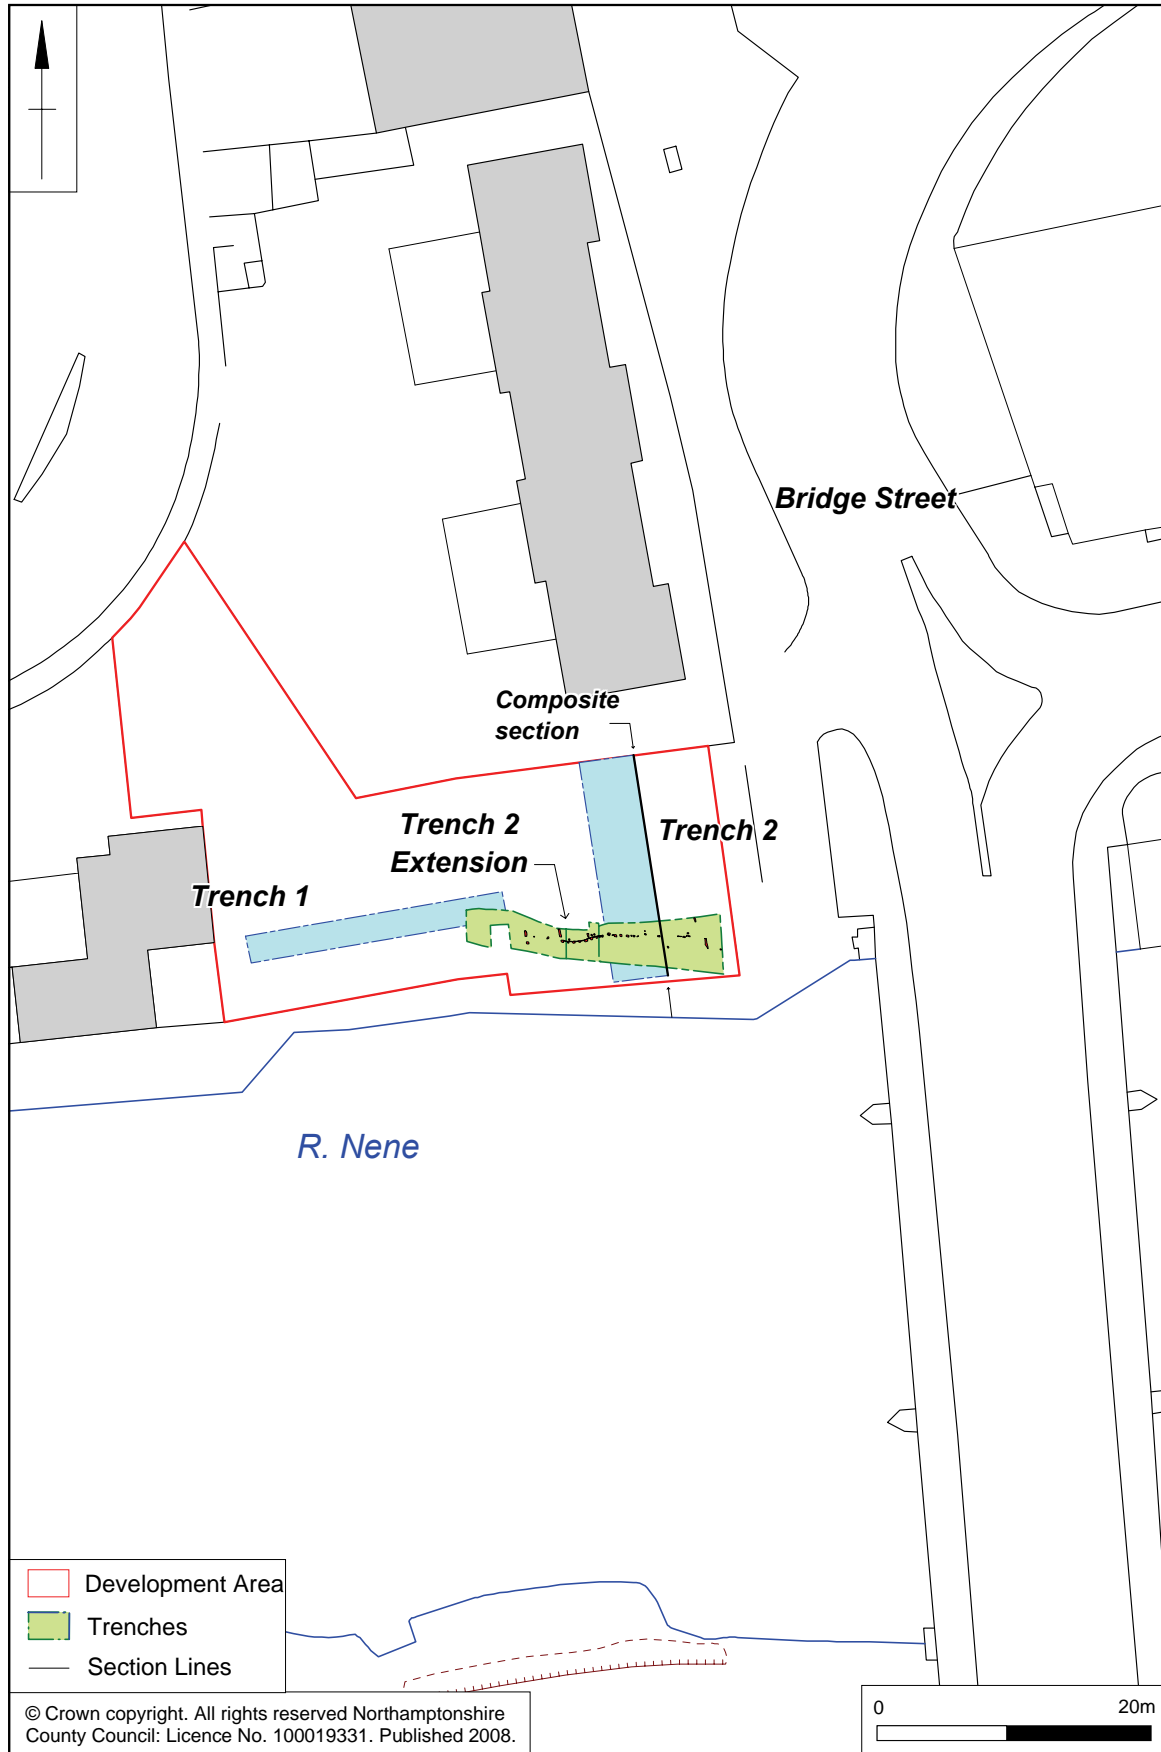 Bridge Street
Composite
section
Trench 2
Extension
Trench 2
Trench 1
R. Nene
Development Area
Trenches
Section Lines
© Crown copyright. All rights reserved Northamptonshire
County Council: Licence No. 100019331. Published 2008.
0 20m